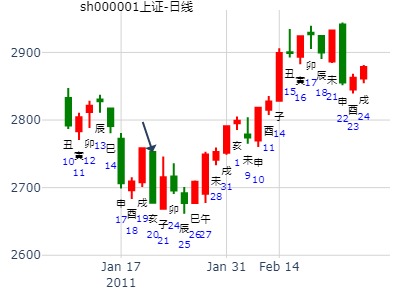 sh000001上证-日线
2900
2800
2700
2600
丑 10
寅 11
卯 12
辰 13
巳 14
申 17
酉 18
戌 19
亥 20
子 21
卯 24
辰 25
巳 26
午 27
未 28
戌 31
亥 1
未 9
申 10
酉 11
子 14
丑 15
寅 16
卯 17
辰 18
未 21
申 22
酉 23
戌 24
Jan 17
2011
Jan 31
Feb 14